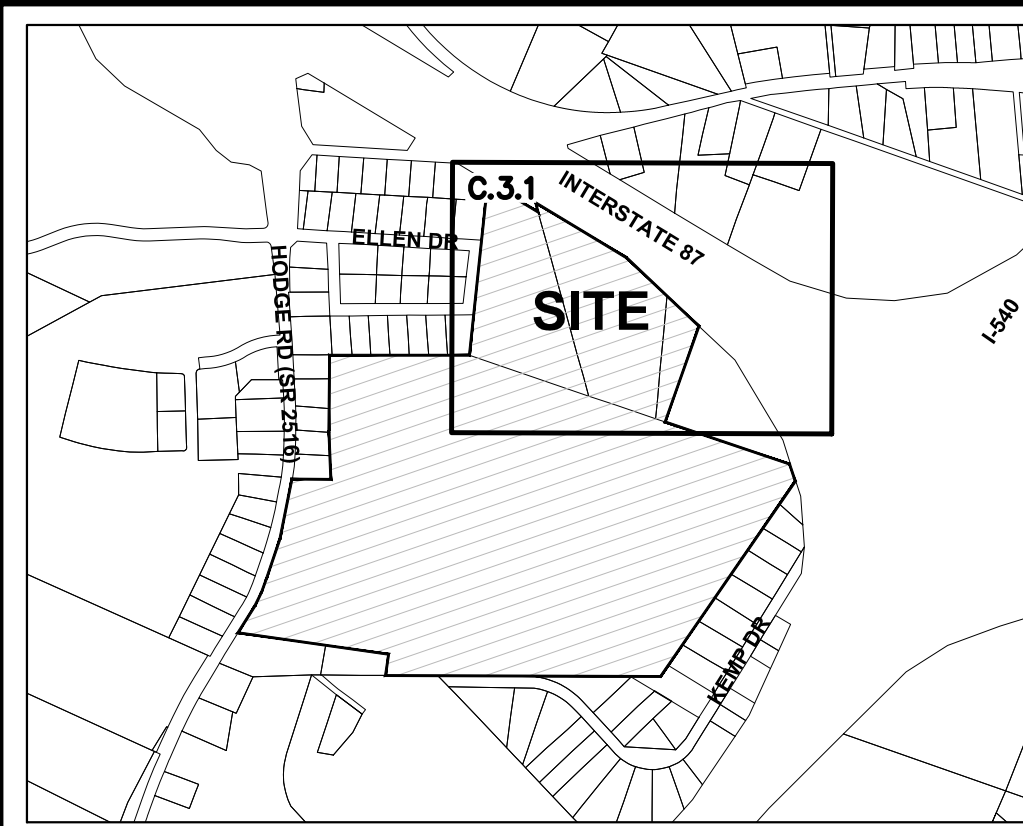 C.3.1
INTERSTATE 87
ELLEN DR
HODGE RD (SR 2516)
SITE
I-540
KEMP DR